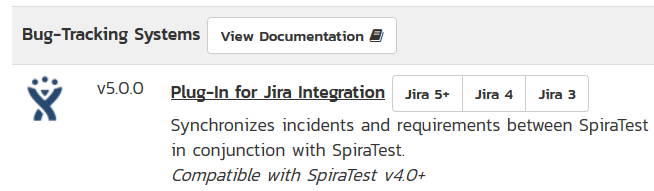 Bug-Tracking Systems View Documentation
v5.0.0 Plug-In for Jira Integration Jira 5+ Jira 4 Jira 3
Synchronizes incidents and requirements between SpiraTest
in conjunction with SpiraTest.
Compatible with SpiraTest v4.0+